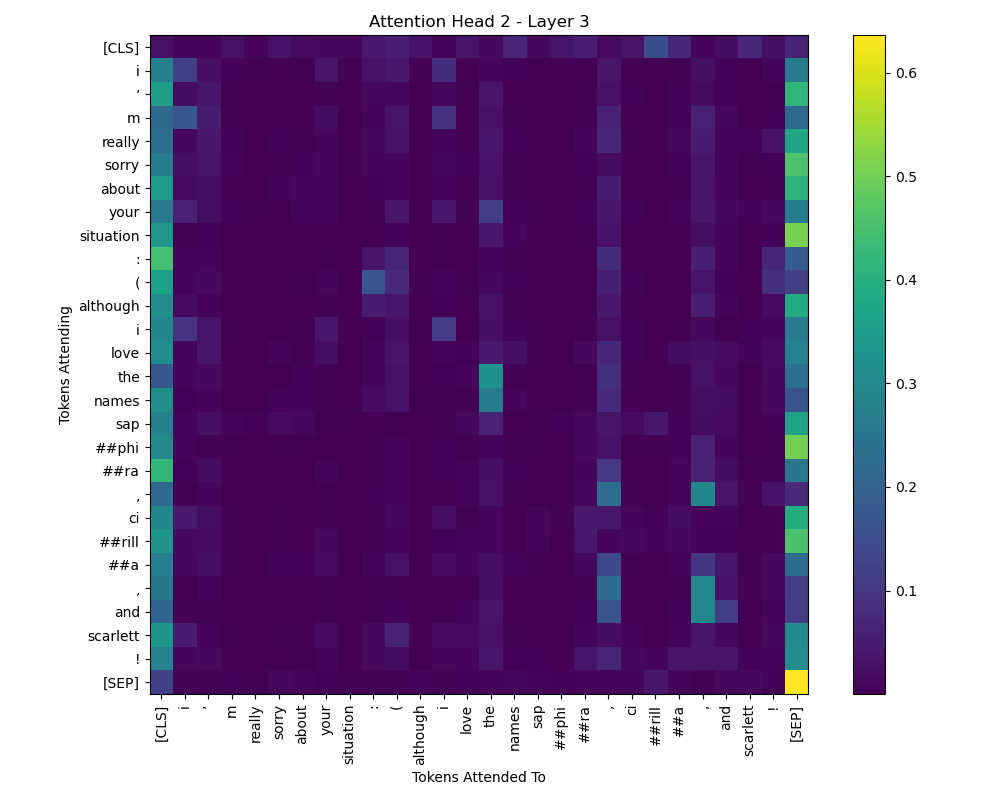 Attention Head 2 - Layer 3
Tokens Attending
[CLS]
i
’
m
really
sorry
about
your
situation
:
(
although
i
love
the
names
sap
##phi
##ra
,
ci
##rill
##a
,
and
scarlett
!
[SEP]
[CLS]
i
’
m
really
sorry
about
your
situation
:
(
although
i
love
the
names
sap
##phi
##ra
,
ci
##rill
##a
,
and
scarlett
!
[SEP]
Tokens Attended To
0.6
0.5
0.4
0.3
0.2
0.1